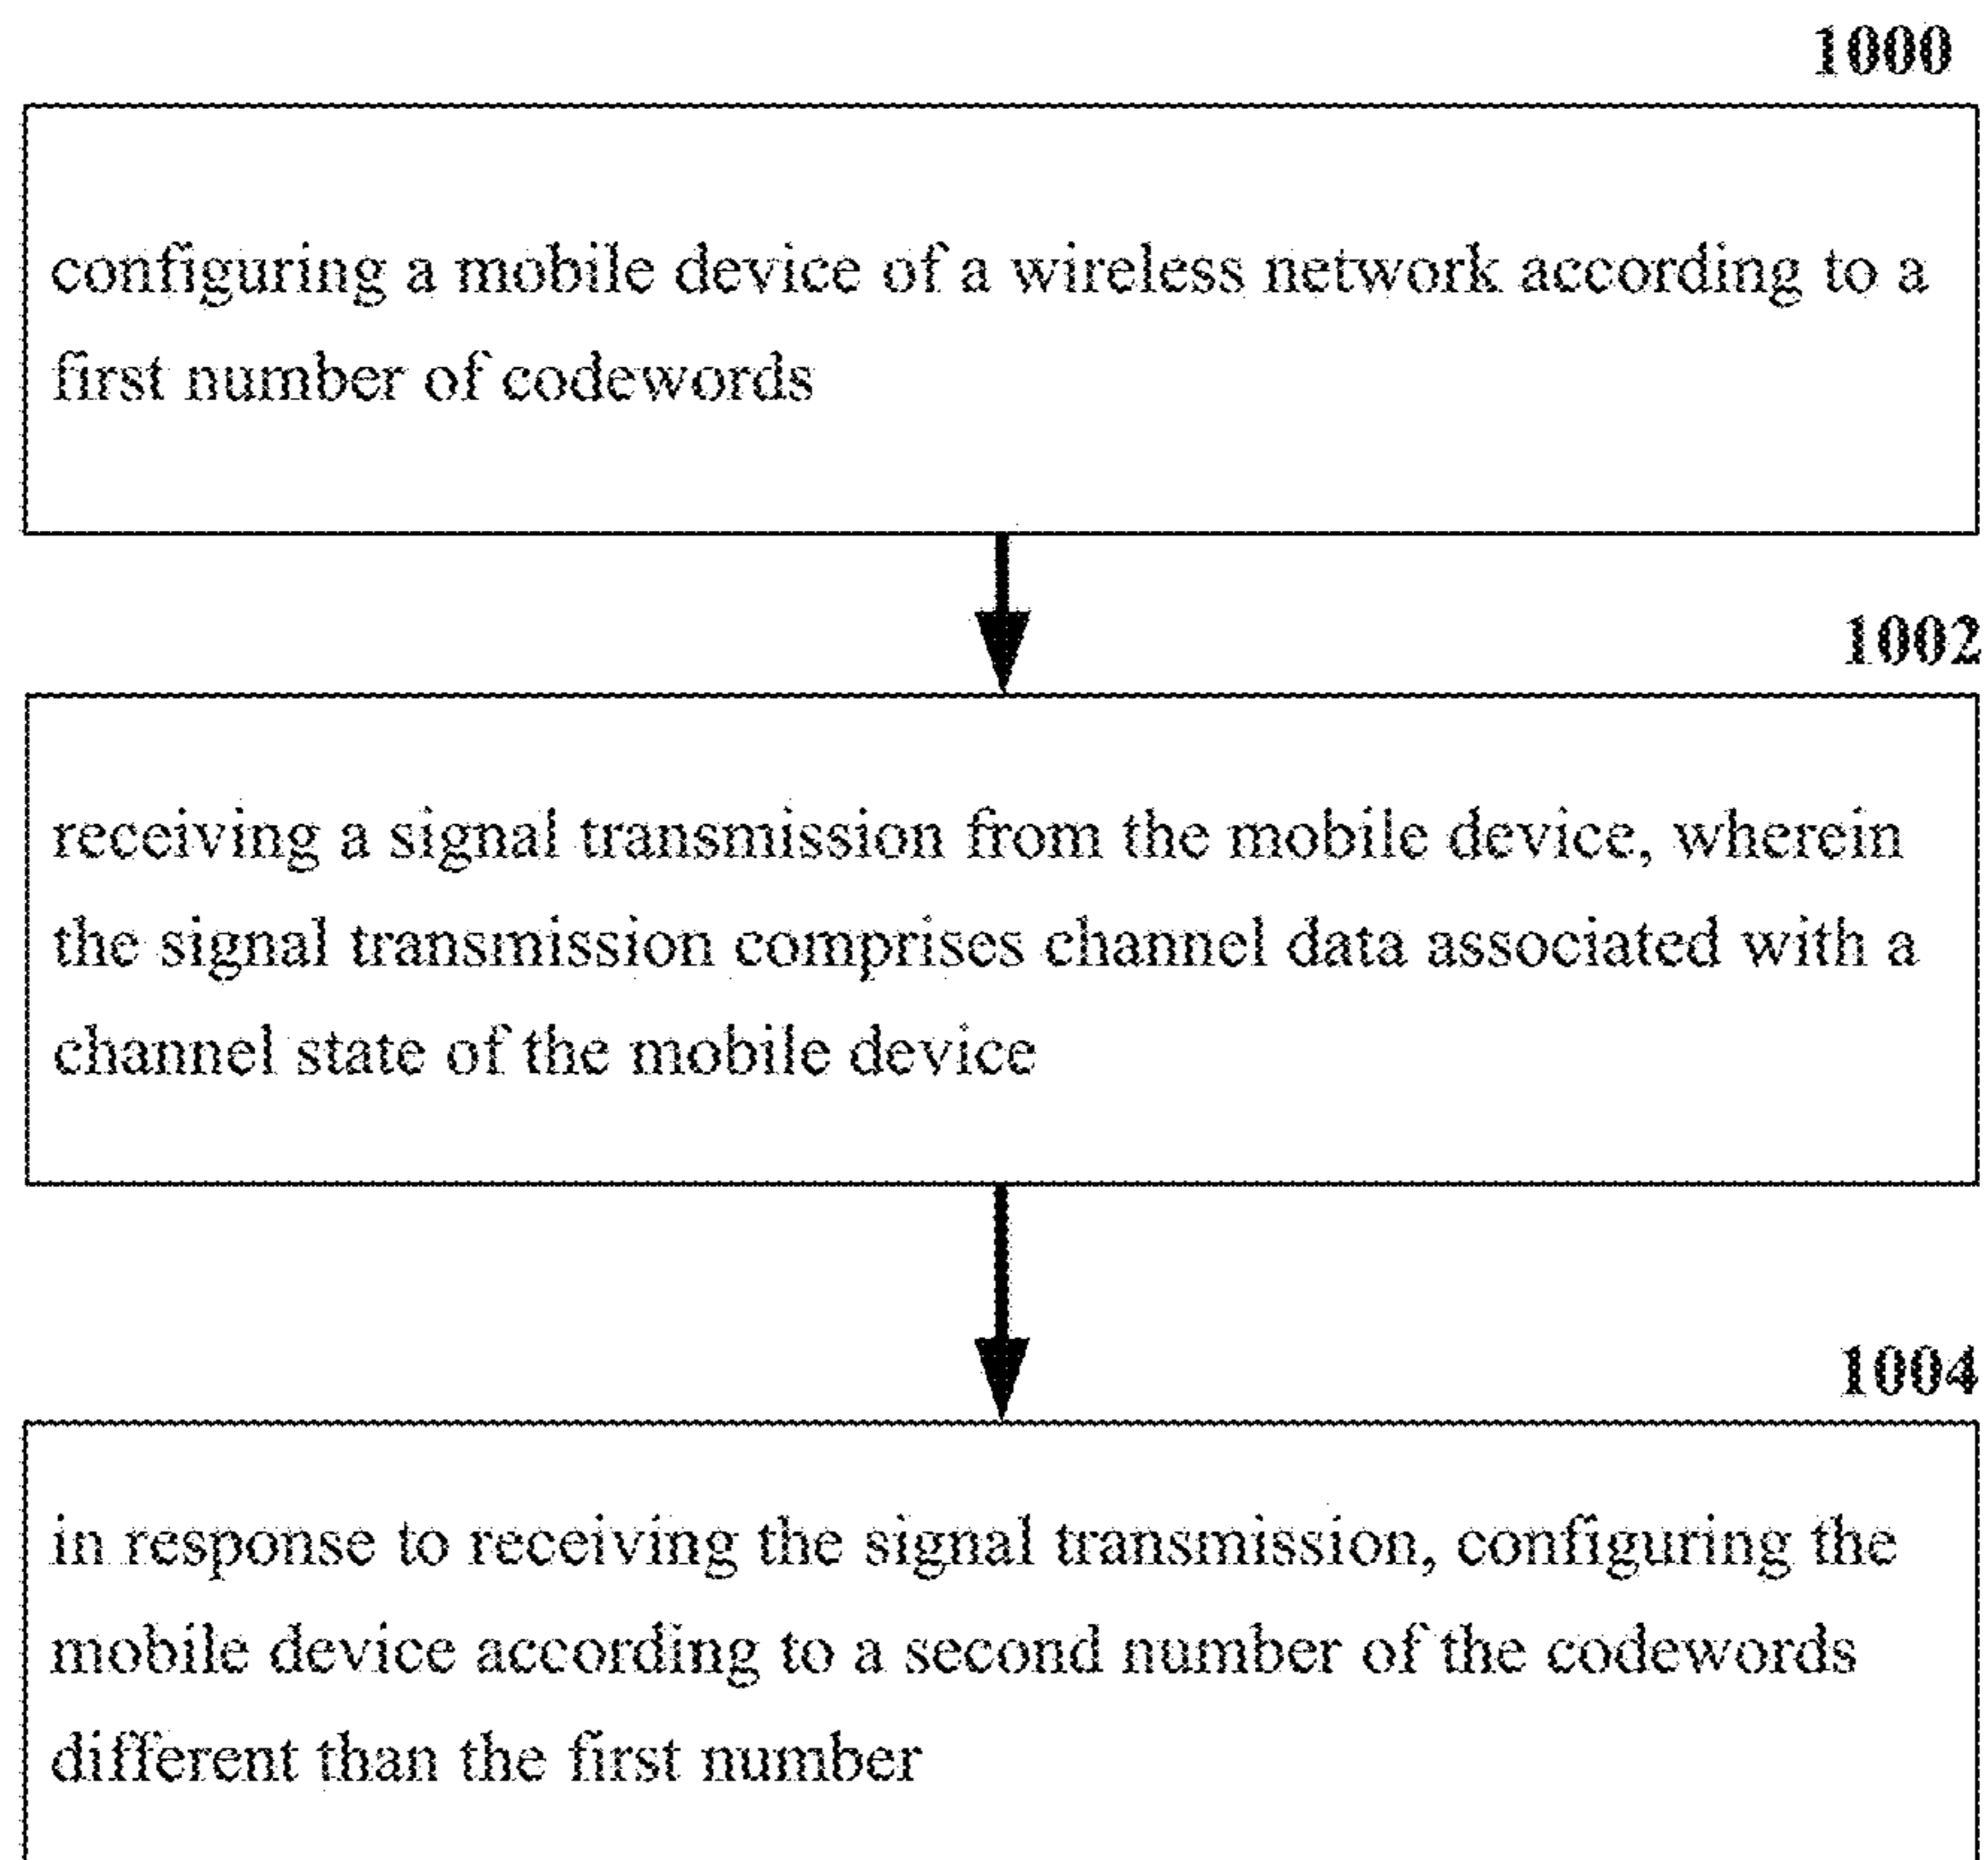 1000
configuring a mobile device of a wireless network according to a
first number of codewords
1002
receiving a signal transmission from the mobile device, wherein
the signal transmission comprises channel data associated with a
channel state of the mobile device
1004
in response to receiving the signal transmission, configuring the
mobile device according to a second number of the codewords
different than the first number